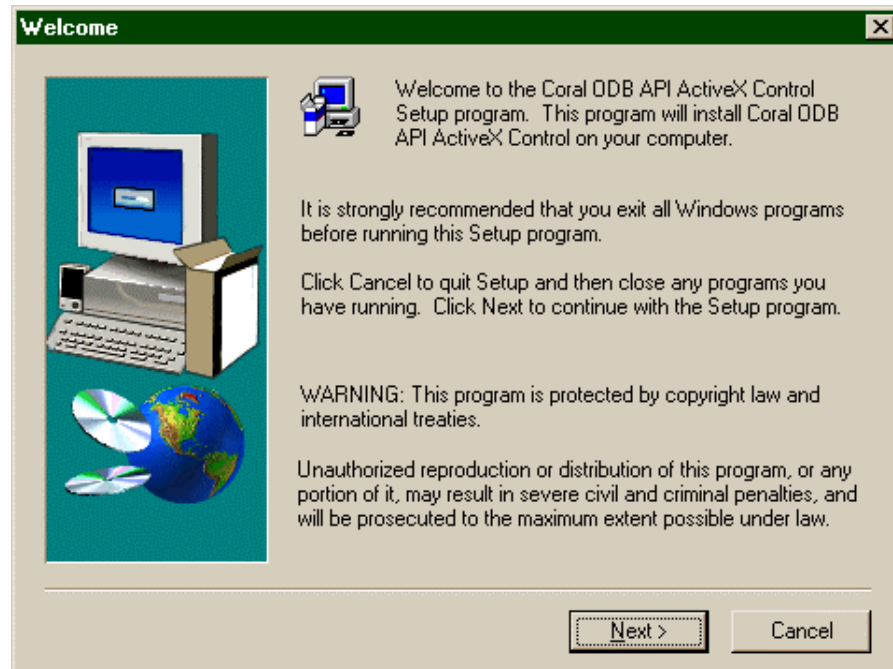 Welcome
Welcome to the Coral ODB API ActiveX Control
Setup program.  This program will install Coral ODB
API ActiveX Control on your computer.
It is strongly recommended that you exit all Windows programs
before running this Setup program.
Click Cancel to quit Setup and then close any programs you
have running.  Click Next to continue with the Setup program.
WARNING: This program is protected by copyright law and
international treaties.
Unauthorized reproduction or distribution of this program, or any
portion of it, may result in severe civil and criminal penalties, and
will be prosecuted to the maximum extent possible under law.
Next >
Cancel